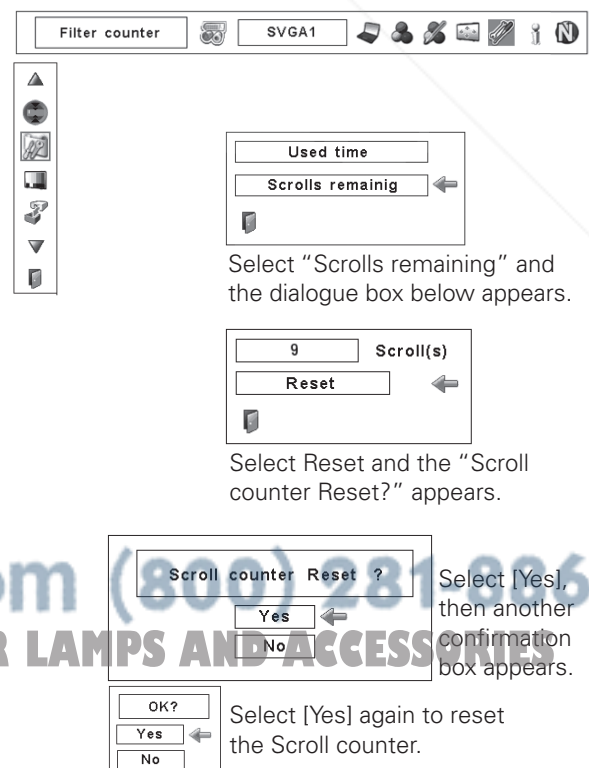 Filter counter
SVGA1
Used time
Scrolls remainig
Select “Scrolls remaining” and
the dialogue box below appears.
9 Scroll(s)
Reset
Select Reset and the “Scroll
counter Reset?” appears.
Scroll counter Reset ?
Yes
No
Select [Yes],
then another
confirmation
box appears.
om (800) 281-886
R LAMPS AND ACCESSORIES
OK?
Yes
No
Select [Yes] again to reset
the Scroll counter.